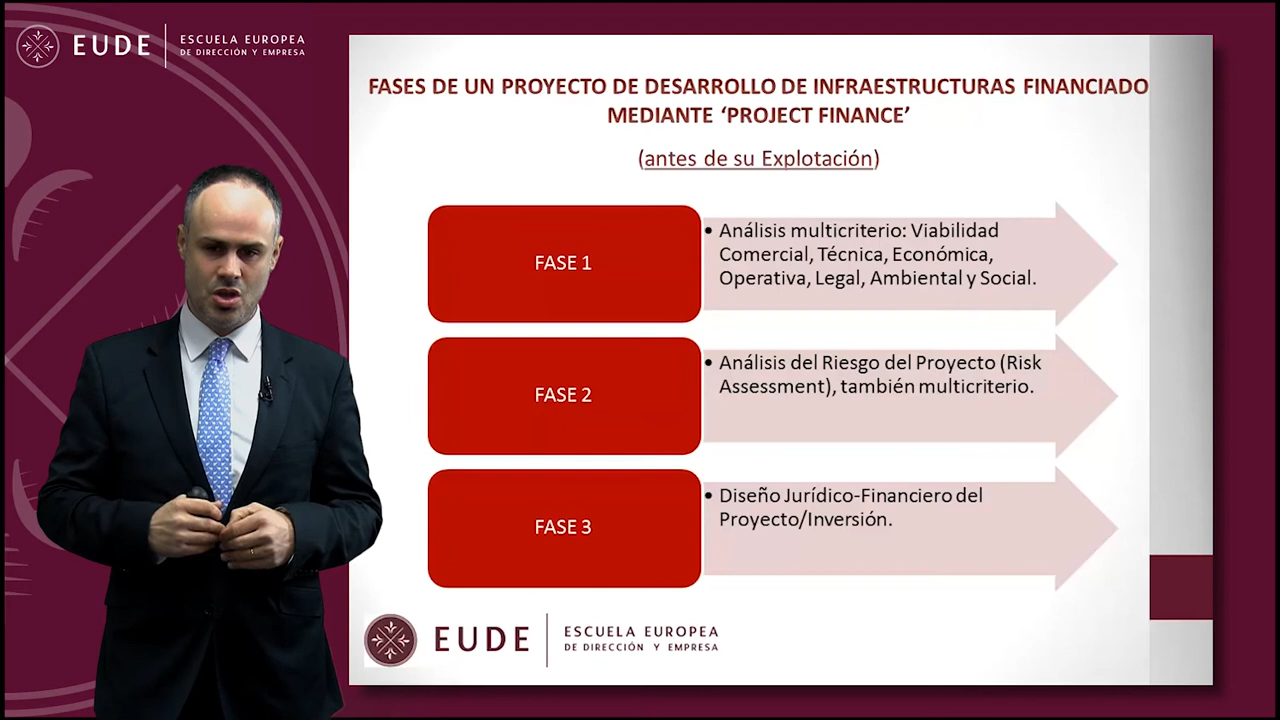 EUDE
ESCUELA EUROPEA
DE DIRECCIÓN Y EMPRESA
FASES DE UN PROYECTO DE DESARROLLO DE INFRAESTRUCTURAS FINANCIADO
MEDIANTE ‘PROJECT FINANCE’
(antes de su Explotación)
FASE 1
• Análisis multicriterio: Viabilidad
Comercial, Técnica, Económica,
Operativa, Legal, Ambiental y Social.
FASE 2
• Análisis del Riesgo del Proyecto (Risk
Assessment), también multicriterio.
FASE 3
• Diseño Jurídico-Financiero del
Proyecto/Inversión.
EUDE
ESCUELA EUROPEA
DE DIRECCIÓN Y EMPRESA